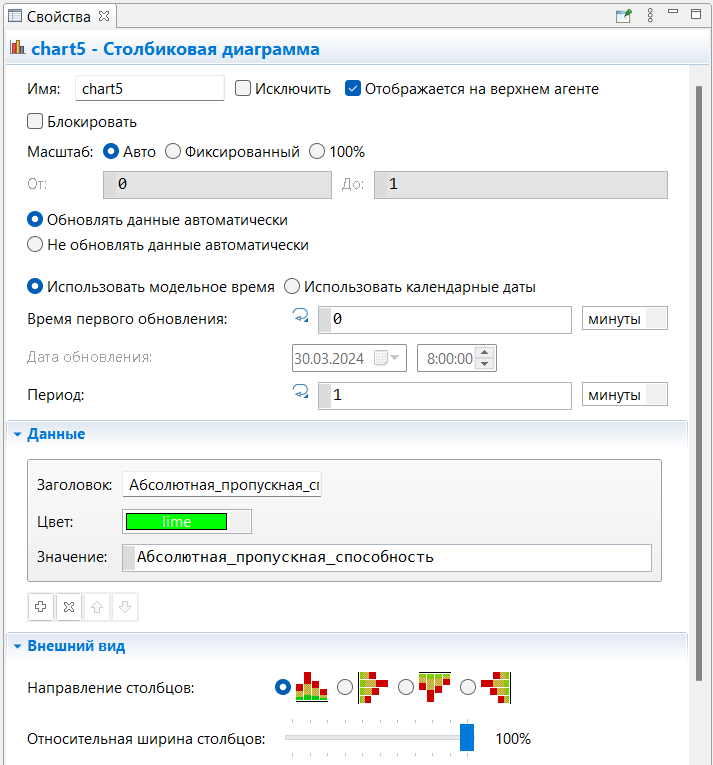 Свойства
chart5 - Столбиковая диаграмма
Имя: chart5 Исключить Отображается на верхнем агенте
Блокировать
Масштаб: Авто Фиксированный 100%
От: 0 До: 1
Обновлять данные автоматически
Не обновлять данные автоматически
Использовать модельное время Использовать календарные даты
Время первого обновления: 0 минуты
Дата обновления: 30.03.2024 8:00:00
Период: 1 минуты
Данные
Заголовок: Абсолютная_пропускная_сп
Цвет: lime
Значение: Абсолютная_пропускная_способность
Внешний вид
Направление столбцов:
Относительная ширина столбцов: 100%